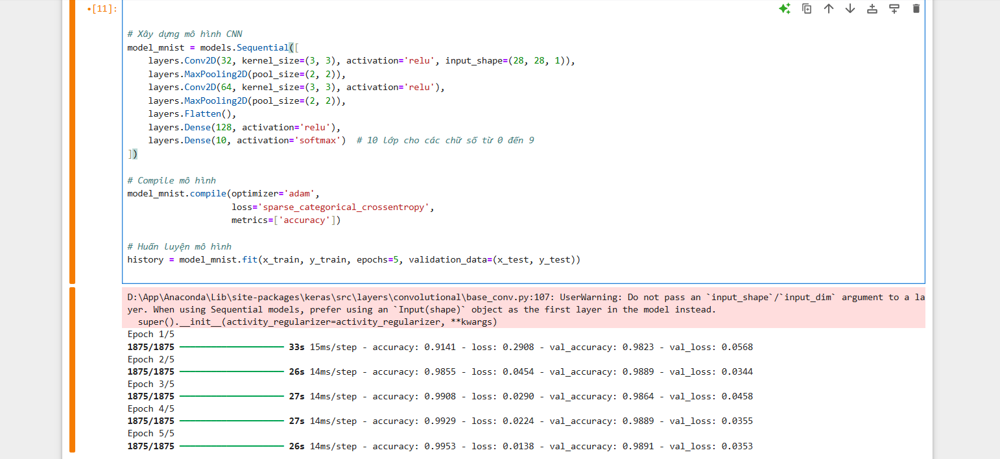 •[11]:
# Xây dựng mô hình CNN
model_mnist = models.Sequential([
    layers.Conv2D(32, kernel_size=(3, 3), activation='relu', input_shape=(28, 28, 1)),
    layers.MaxPooling2D(pool_size=(2, 2)),
    layers.Conv2D(64, kernel_size=(3, 3), activation='relu'),
    layers.MaxPooling2D(pool_size=(2, 2)),
    layers.Flatten(),
    layers.Dense(128, activation='relu'),
    layers.Dense(10, activation='softmax')  # 10 lớp cho các chữ số từ 0 đến 9
])
# Compile mô hình
model_mnist.compile(optimizer='adam',
                    loss='sparse_categorical_crossentropy',
                    metrics=['accuracy'])
# Huấn luyện mô hình
history = model_mnist.fit(x_train, y_train, epochs=5, validation_data=(x_test, y_test))
D:\App\Anaconda\Lib\site-packages\keras\src\layers\convolutional\base_conv.py:107: UserWarning: Do not pass an `input_shape`/`input_dim` argument to a la
yer. When using Sequential models, prefer using an `Input(shape)` object as the first layer in the model instead.
  super().__init__(activity_regularizer=activity_regularizer, **kwargs)
Epoch 1/5
1875/1875 33s 15ms/step - accuracy: 0.9141 - loss: 0.2908 - val_accuracy: 0.9823 - val_loss: 0.0568
Epoch 2/5
1875/1875 26s 14ms/step - accuracy: 0.9855 - loss: 0.0454 - val_accuracy: 0.9889 - val_loss: 0.0344
Epoch 3/5
1875/1875 27s 14ms/step - accuracy: 0.9908 - loss: 0.0290 - val_accuracy: 0.9864 - val_loss: 0.0458
Epoch 4/5
1875/1875 27s 14ms/step - accuracy: 0.9929 - loss: 0.0224 - val_accuracy: 0.9889 - val_loss: 0.0355
Epoch 5/5
1875/1875 26s 14ms/step - accuracy: 0.9953 - loss: 0.0138 - val_accuracy: 0.9891 - val_loss: 0.0353